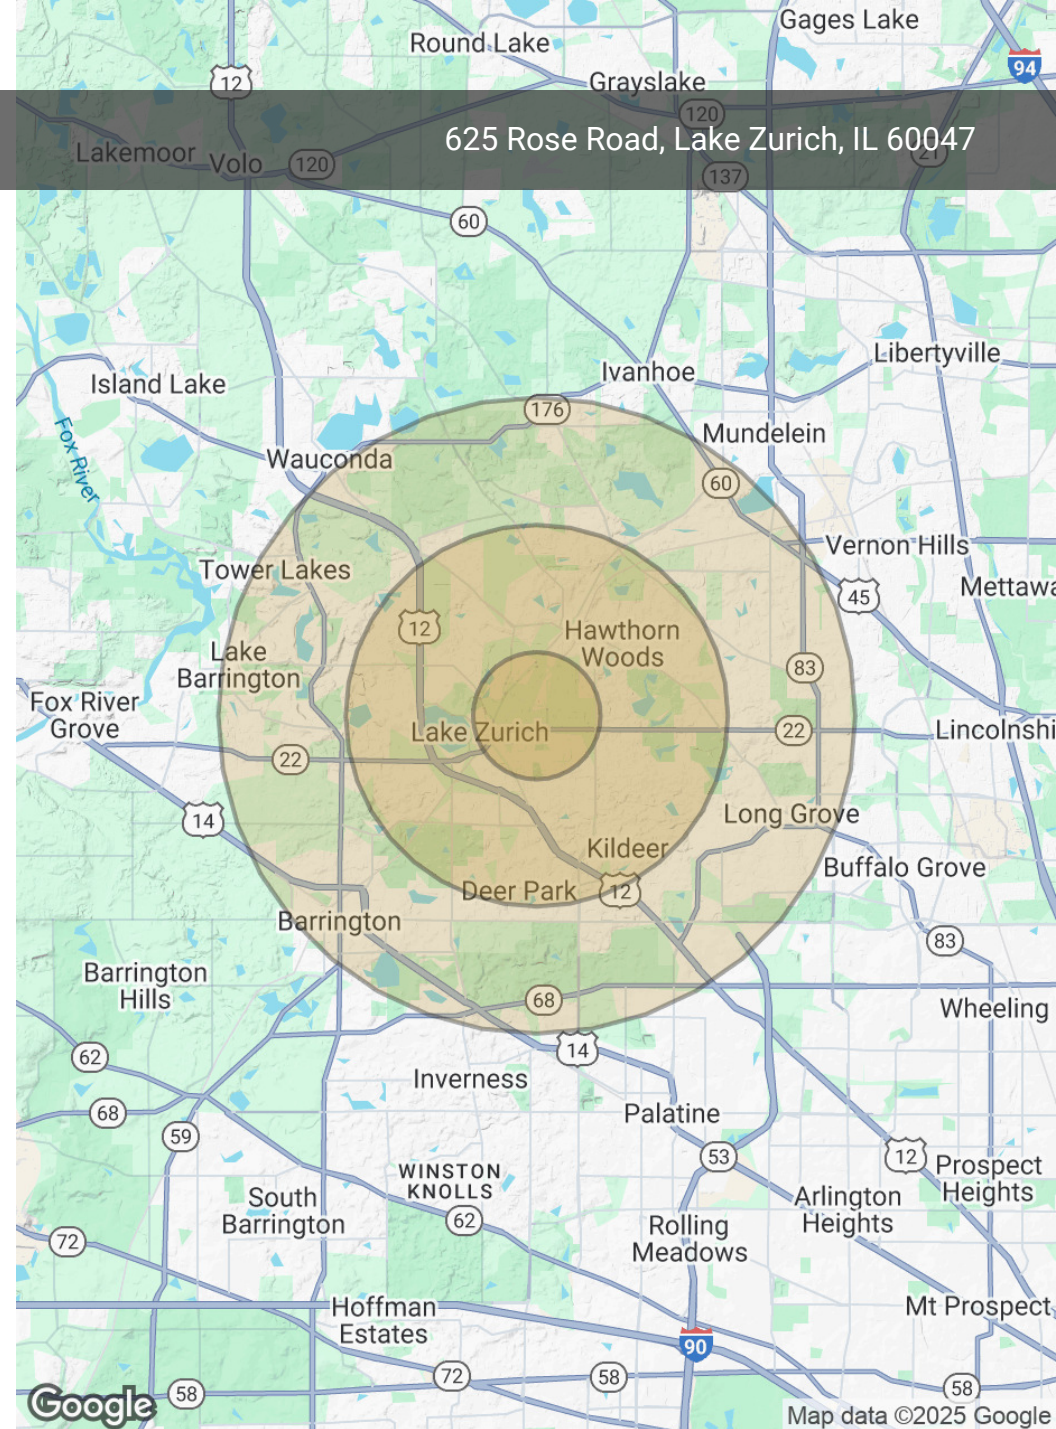 Gages Lake
Round Lake
94
12
Grayslake
120
625 Rose Road, Lake Zurich, IL 60047
Lakemoor
Volo
120
21
137
60
Libertyville
Ivanhoe
Island Lake
176
Fox River
Mundelein
Wauconda
60
Vernon Hills
Tower Lakes
Mettawa
45
12
Hawthorn
Woods
Lake
Barrington
83
Fox River
Grove
Lake Zurich
22
Lincolnshi
22
14
Long Grove
Kildeer
Buffalo Grove
Deer Park
12
Barrington
83
Barrington
Hills
68
Wheeling
62
14
Inverness
68
Palatine
59
53
12
WINSTON
KNOLLS
Prospect
Heights
South
Barrington
Arlington
Heights
62
Rolling
Meadows
72
Hoffman
Estates
Mt Prospect
90
72
58
58
58
Google
Map data ©2025 Google